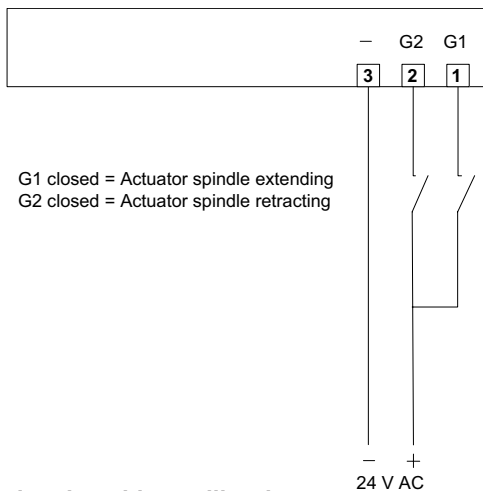 − G2 G1
3 2 1
G1 closed = Actuator spindle extending
G2 closed = Actuator spindle retracting
− +
24 V AC